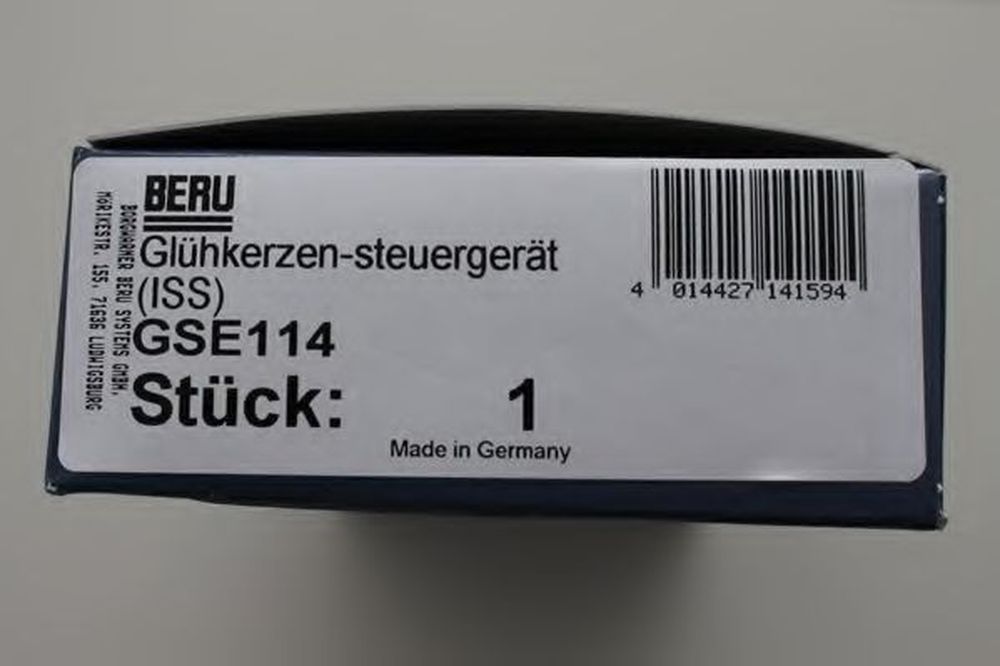 BERU
Glühkerzen-steuergerät
(ISS)
GSE114
Stück: 1
Made in Germany
4 014427 141594
BORGWARNER BERU SYSTEMS GMBH,
MÖRIKESTR. 155, 71636 LUDWIGSBURG